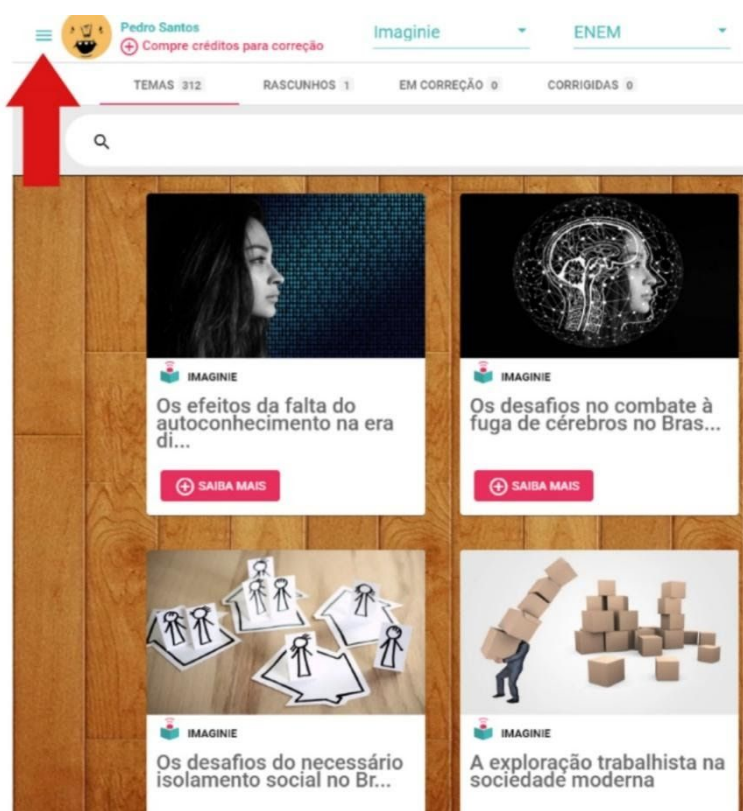 Pedro Santos
Compre créditos para correção
Imaginie
ENEM
TEMAS 312
RASCUNHOS 1
EM CORREÇÃO 0
CORRIGIDAS 0
IMAGINIE
Os efeitos da falta do
autoconhecimento na era
di...
SAIBA MAIS
IMAGINIE
Os desafios no combate à
fuga de cérebros no Bras...
SAIBA MAIS
IMAGINIE
Os desafios do necessário
isolamento social no Br...
IMAGINIE
A exploração trabalhista na
sociedade moderna